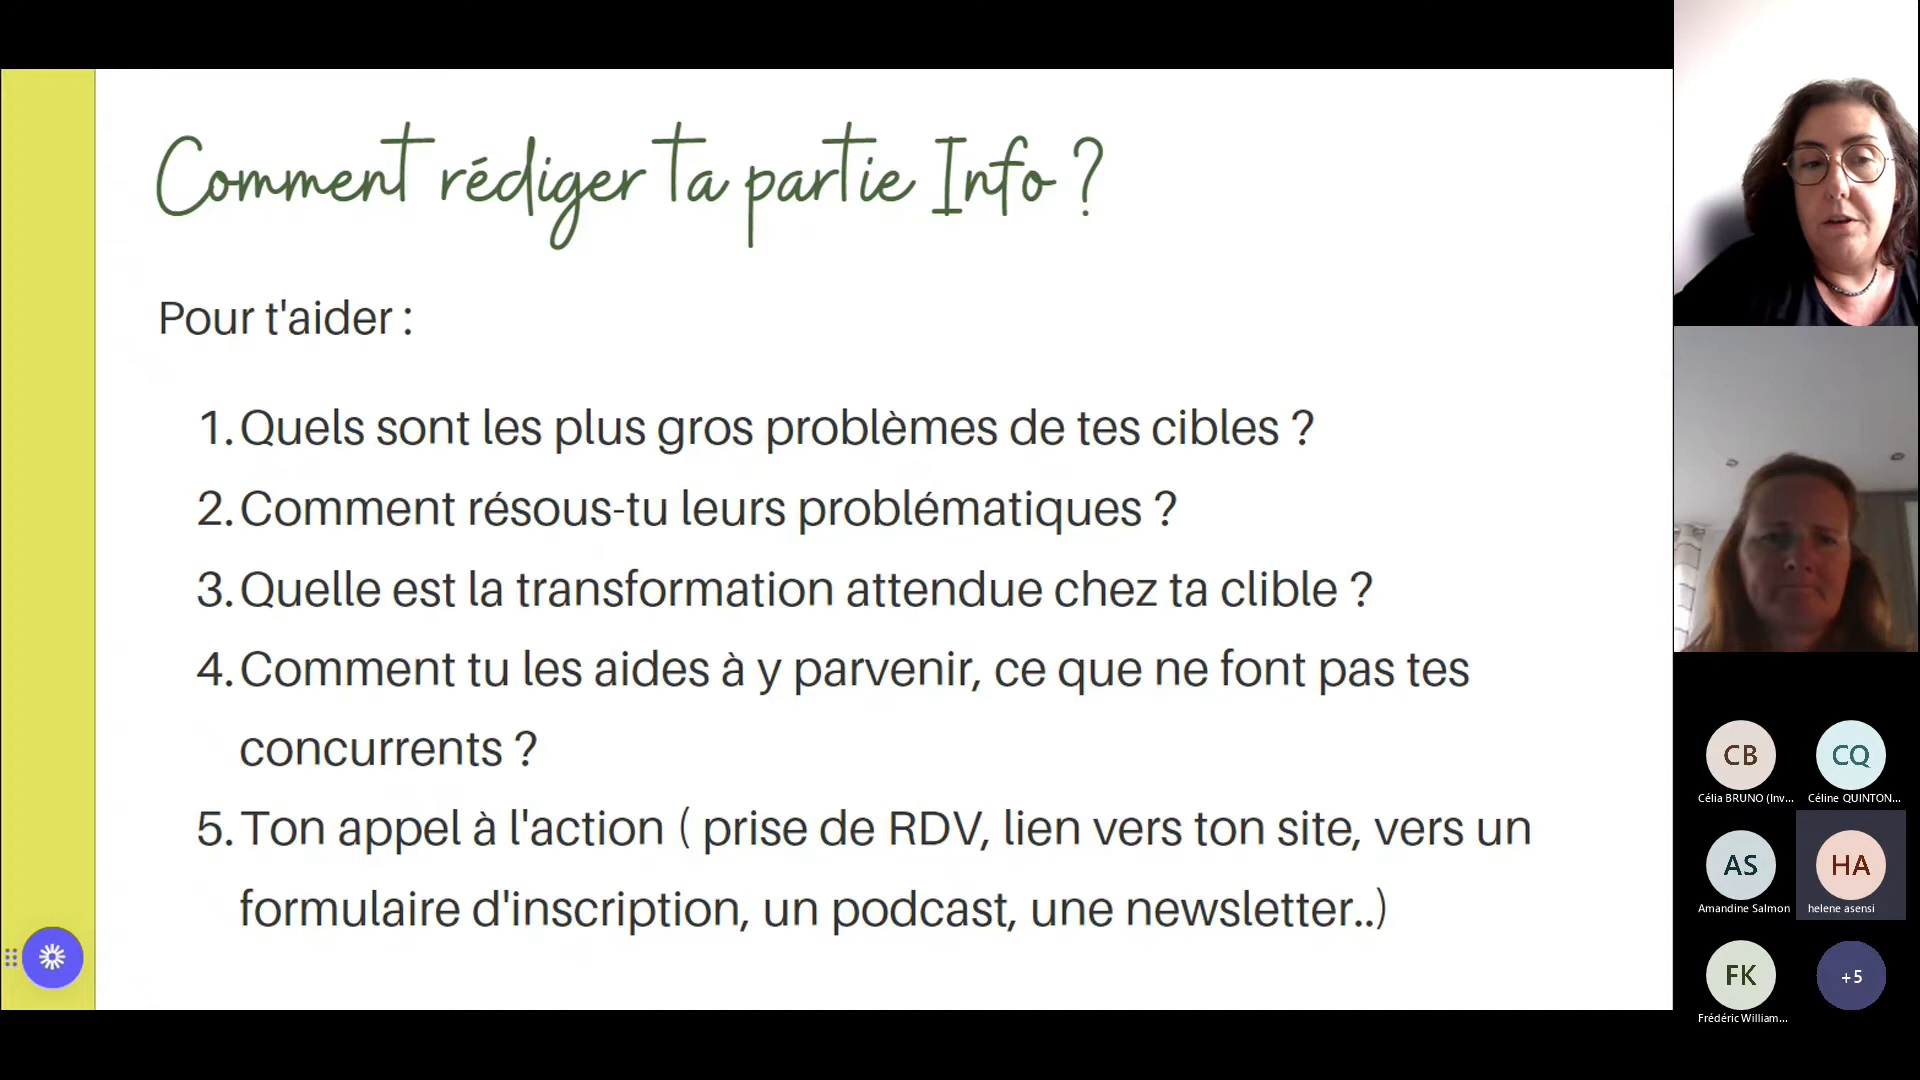 Comment rédiger ta partie Info ?
Pour t'aider :
1. Quels sont les plus gros problèmes de tes cibles ?
2. Comment résous-tu leurs problématiques ?
3. Quelle est la transformation attendue chez ta clible ?
4. Comment tu les aides à y parvenir, ce que ne font pas tes
concurrents ?
5. Ton appel à l'action ( prise de RDV, lien vers ton site, vers un
formulaire d'inscription, un podcast, une newsletter..)
CB
Célia BRUNO (Inv...
CQ
Céline QUINTON...
AS
Amandine Salmon
HA
helene asensi
FK
Frédéric William...
+5